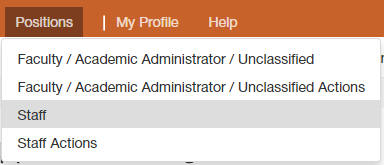 Positions | My Profile Help
Faculty / Academic Administrator / Unclassified
Faculty / Academic Administrator / Unclassified Actions
Staff
Staff Actions